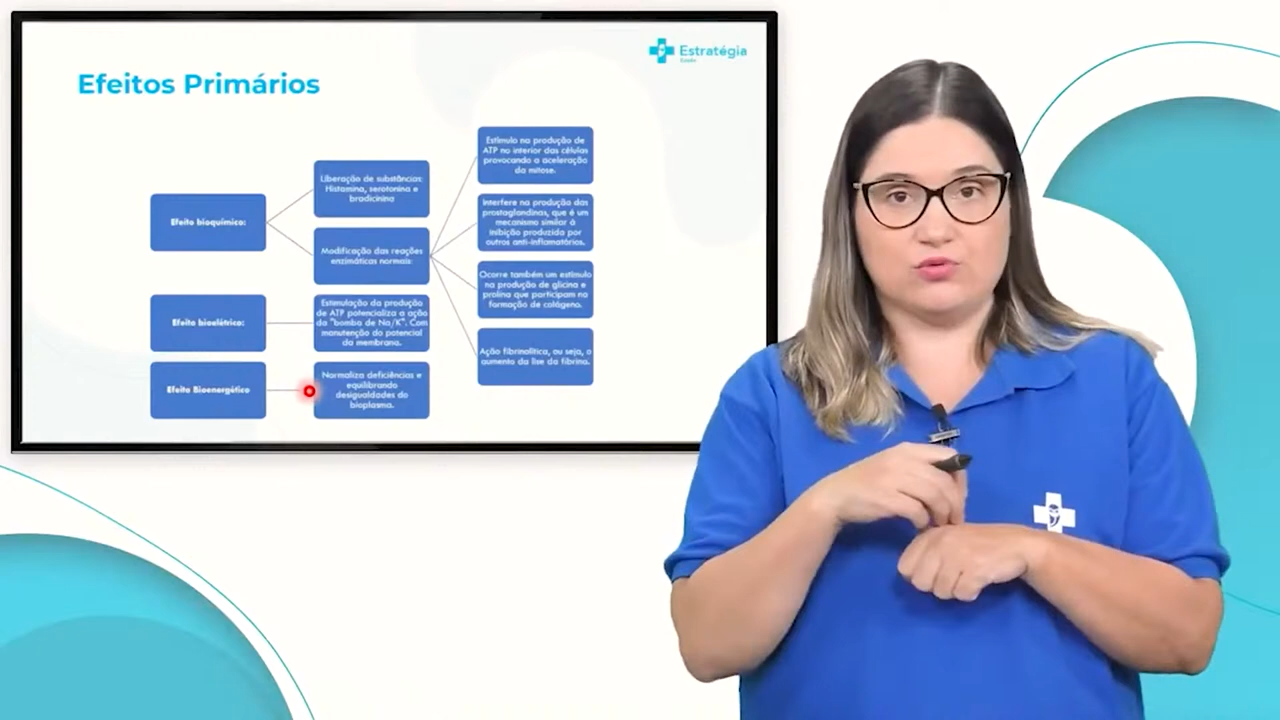 Estratégia
Saúde
Efeitos Primários
Efeito bioquímico:
Liberação de substâncias:
Histamina, serotonina e
bradicinina
Modificação das reações
enzimáticas normais:
Estímulo na produção de
ATP no interior das células
provocando a aceleração
da mitose.
Interfere na produção das
prostaglandinas, que é um
mecanismo similar à
inibição produzida por
outros anti-inflamatórios.
Ocorre também um estímulo
na produção de glicina e
prolina que participam na
formação de colágeno.
Ação fibrinolítica, ou seja, o
aumento da lise da fibrina.
Efeito bioelétrico:
Estimulação da produção
de ATP potencializa a ação
da "bomba de Na/K". Com
manutenção do potencial
da membrana.
Efeito Bioenergético
Normaliza deficiências e
equilibrando
desigualdades do
bioplasma.